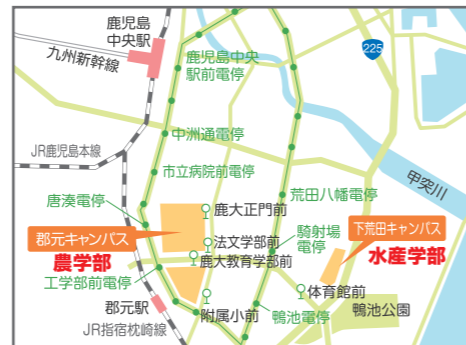 鹿児島
中央駅
九州新幹線
鹿児島中央
駅前電停
225
中洲通電停
JR鹿児島本線
市立病院前電停
甲突川
唐湊電停
鹿大正門前
荒田八幡電停
郡元キャンパス
農学部
法文学部前
騎射場
電停
下荒田キャンパス
水産学部
鹿大教育学部前
工学部前電停
体育館前
郡元駅
附属小前
鴨池電停
鴨池公園
JR指宿枕崎線